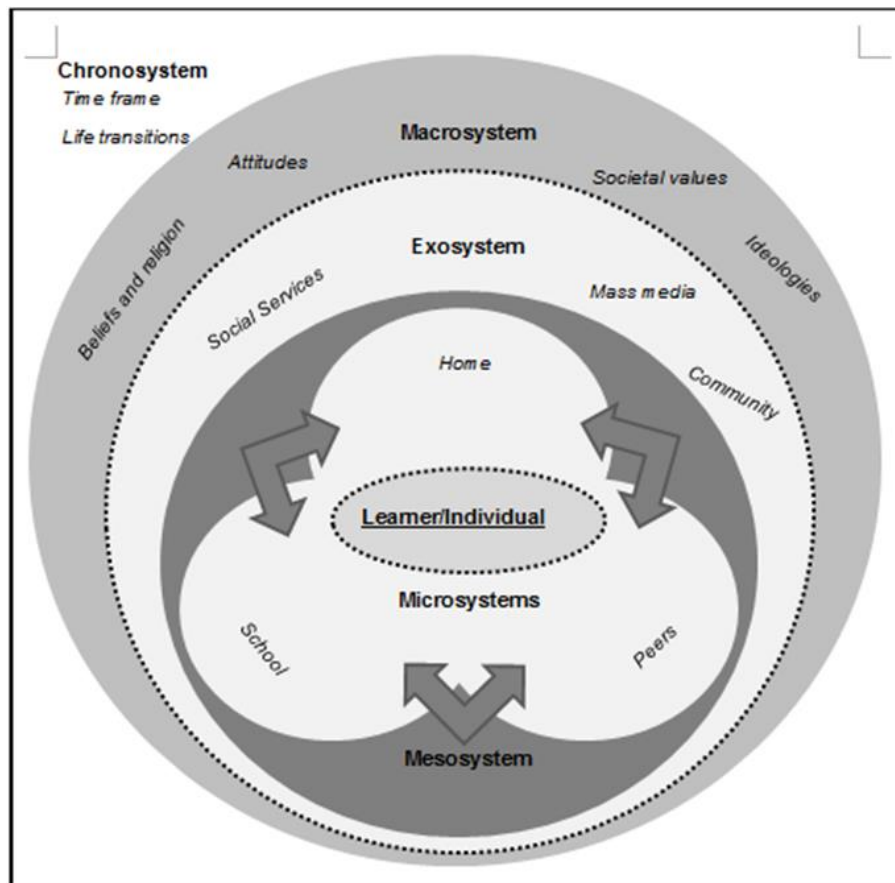 Chronosystem
Time frame
Life transitions
Macrosystem
Attitudes
Societal values
Beliefs and religion
Ideologies
Exosystem
Social Services
Mass media
Community
Home
Learner/Individual
Microsystems
School
Peers
Mesosystem